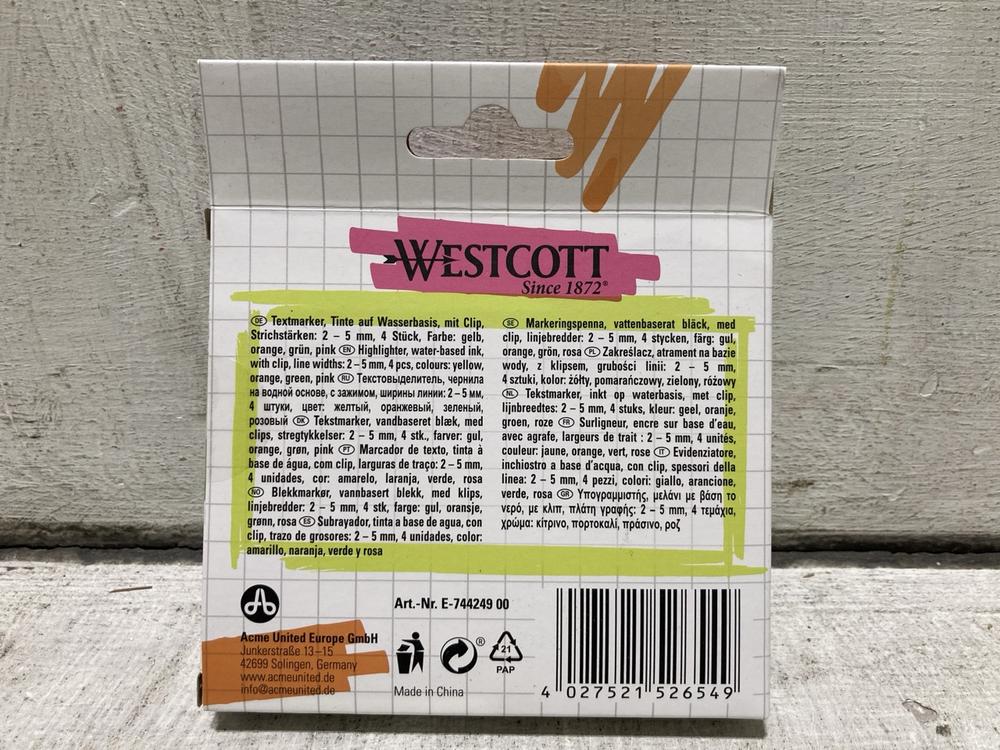 WESTCOTT
Since 1872®
DE Textmarker, Tinte auf Wasserbasis, mit Clip,
Strichstärken: 2 – 5 mm, 4 Stück, Farbe: gelb,
orange, grün, pink EN Highlighter, water-based ink,
with clip, line widths: 2 – 5 mm, 4 pcs, colours: yellow,
orange, green, pink RU Текстовыделитель, чернила
на водной основе, с зажимом, ширины линии: 2 – 5 мм,
4 штуки, цвет: желтый, оранжевый, зеленый,
розовый DK Tekstmarker, vandbaseret blæk, med
clips, stregtykkelser: 2 – 5 mm, 4 stk., farver: gul,
orange, grøn, pink PT Marcador de texto, tinta à
base de água, com clip, larguras de traço: 2 – 5 mm,
4 unidades, cor: amarelo, laranja, verde, rosa
NO Blekkmarkør, vannbasert blekk, med klips,
linjebredder: 2 – 5 mm, 4 stk, farge: gul, oransje,
grønn, rosa ES Subrayador, tinta a base de agua, con
clip, trazo de grosores: 2 – 5 mm, 4 unidades, color:
amarillo, naranja, verde y rosa
SE Markeringspenna, vattenbaserat bläck, med
clip, linjebredder: 2 – 5 mm, 4 stycken, färg: gul,
orange, grön, rosa PL Zakreślacz, atrament na bazie
wody, z klipsem, grubości linii: 2 – 5 mm,
4 sztuki, kolor: żółty, pomarańczowy, zielony, różowy
NL Tekstmarker, inkt op waterbasis, met clip,
lijnbreedtes: 2 – 5 mm, 4 stuks, kleur: geel, oranje,
groen, roze FR Surligneur, encre sur base d'eau,
avec agrafe, largeurs de trait : 2 – 5 mm, 4 unités,
couleur: jaune, orange, vert, rose IT Evidenziatore,
inchiostro a base d'acqua, con clip, spessori della
linea: 2 – 5 mm, 4 pezzi, colori: giallo, arancione,
verde, rosa GR Υπογραμμιστής, μελάνι με βάση το
νερό, με κλιπ, πλάτη γραφής: 2 – 5 mm, 4 τεμάχια,
χρώμα: κίτρινο, πορτοκαλί, πράσινο, ροζ
Acme United Europe GmbH
Junkerstraße 13–15
42699 Solingen, Germany
www.acmeunited.de
info@acmeunited.de
Art.-Nr. E-744249 00
®
21
PAP
Made in China
4 027521 526549